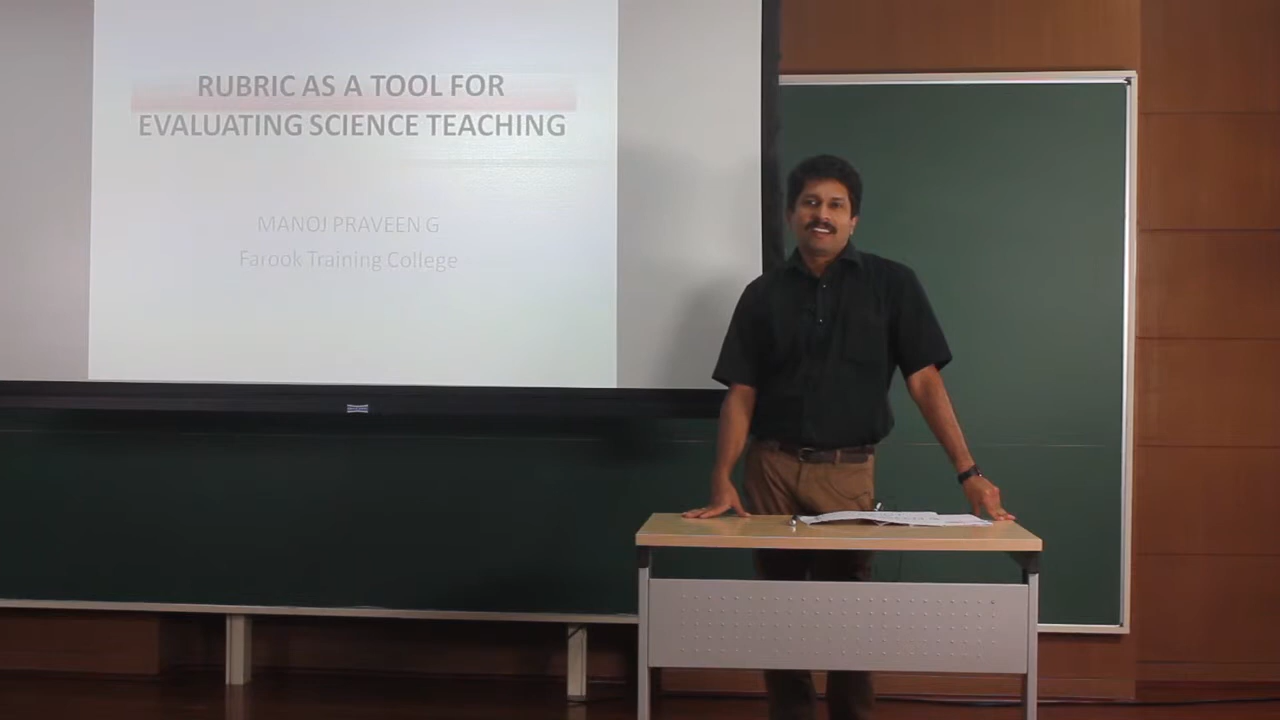 RUBRIC AS A TOOL FOR
EVALUATING SCIENCE TEACHING
MANOJ PRAVEEN G
Farook Training College